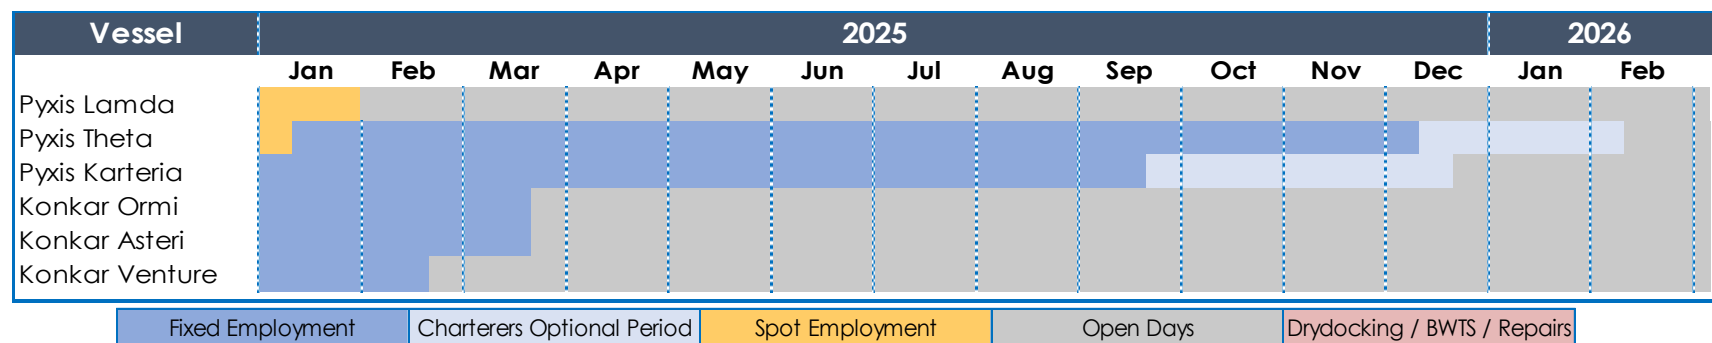 Vessel 2025 2026
Jan Feb Mar Apr May Jun Jul Aug Sep Oct Nov Dec Jan Feb
Pyxis Lamda
Pyxis Theta
Pyxis Karteria
Konkar Ormi
Konkar Asteri
Konkar Venture
Fixed Employment Charterers Optional Period Spot Employment Open Days Drydocking / BWTS / Repairs